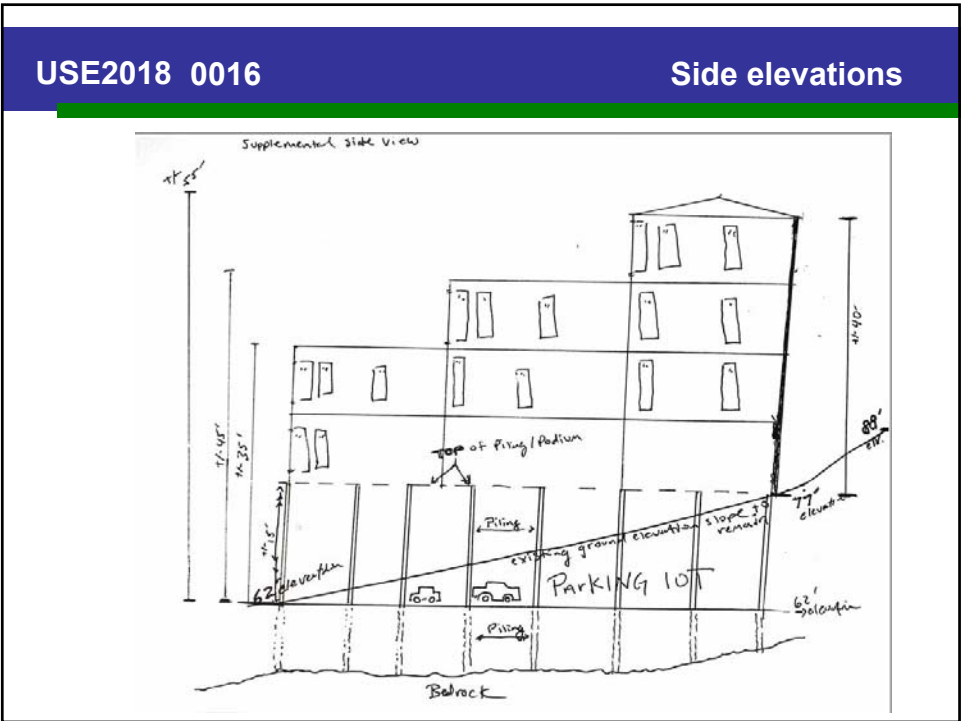 USE2018 0016
Side elevations
Supplemental side view
+/- 55'
+/- 45'
+/- 35'
+/- 40'
88'
elv.
TOP of Piling/Podium
77'
elevation
Piling
existing ground elevation slope to
remain
+/- 15'
62' elevation
PARKING LOT
62'
elevation
Piling
Bedrock